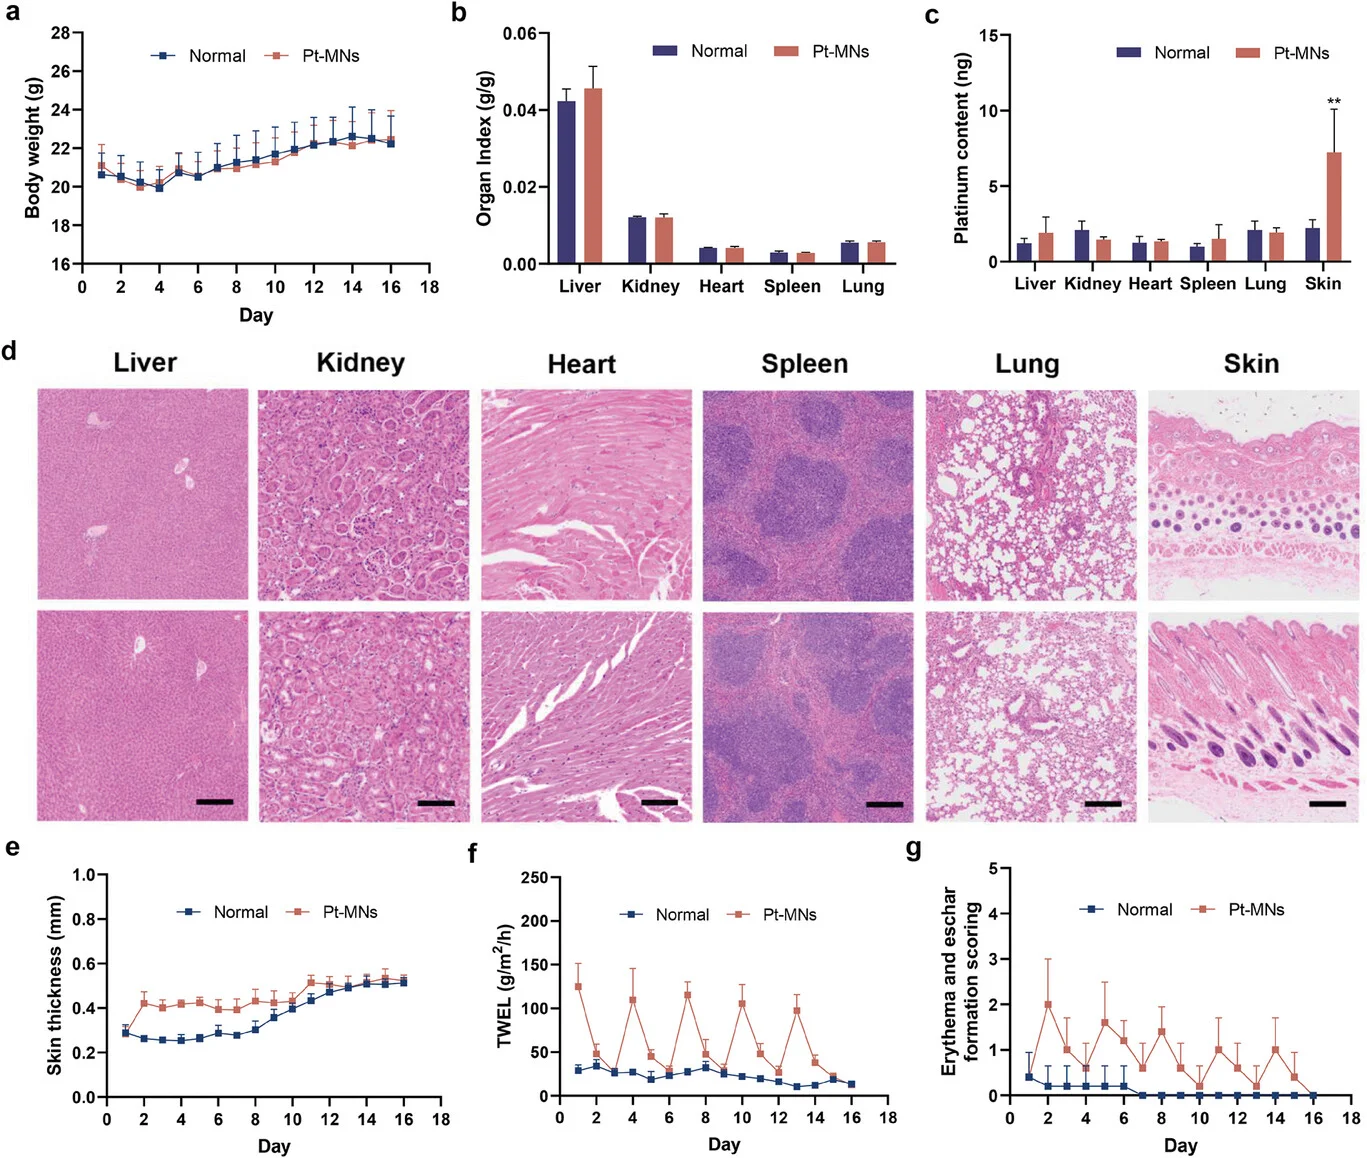 a
28
26
24
22
20
18
16
Body weight (g)
Normal
Pt-MNs
0 2 4 6 8 10 12 14 16 18
Day
b
0.06
0.04
0.02
0.00
Organ Index (g/g)
Normal
Pt-MNs
Liver Kidney Heart Spleen Lung
c
15
10
5
0
Platinum content (ng)
Normal
Pt-MNs
**
Liver Kidney Heart Spleen Lung Skin
d
Liver Kidney Heart Spleen Lung Skin
e
1.0
0.8
0.6
0.4
0.2
0.0
Skin thickness (mm)
Normal
Pt-MNs
0 2 4 6 8 10 12 14 16 18
Day
f
250
200
150
100
50
0
TWEL (g/m²/h)
Normal
Pt-MNs
0 2 4 6 8 10 12 14 16 18
Day
g
5
4
3
2
1
0
Erythema and eschar
formation scoring
Normal
Pt-MNs
0 2 4 6 8 10 12 14 16 18
Day